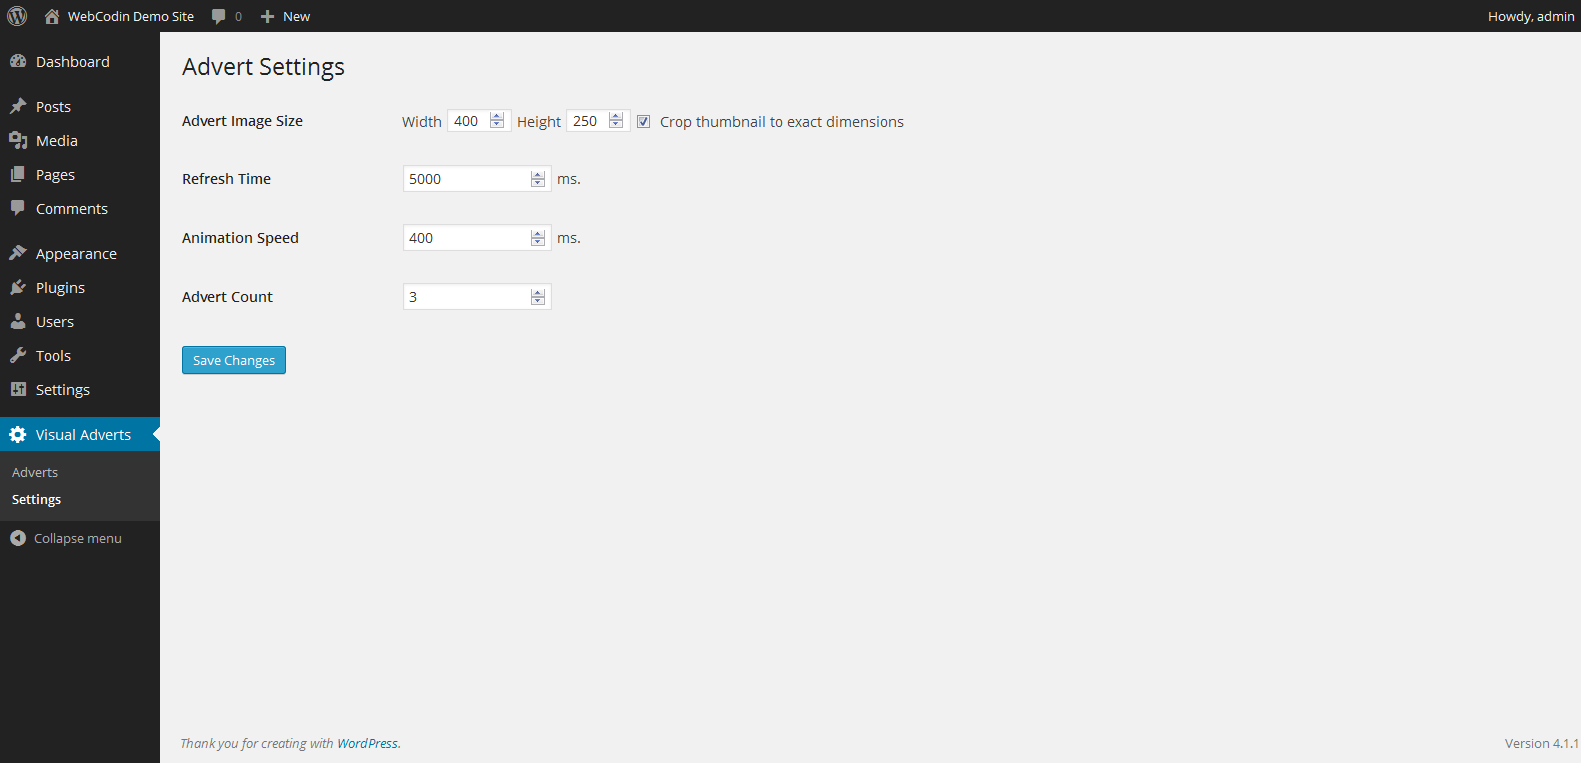 WebCodin Demo Site 0 New Howdy, admin
Dashboard
Posts
Media
Pages
Comments
Appearance
Plugins
Users
Tools
Settings
Visual Adverts
Adverts
Settings
Collapse menu
Advert Settings
Advert Image Size Width 400 Height 250 Crop thumbnail to exact dimensions
Refresh Time 5000 ms.
Animation Speed 400 ms.
Advert Count 3
Save Changes
Thank you for creating with WordPress. Version 4.1.1